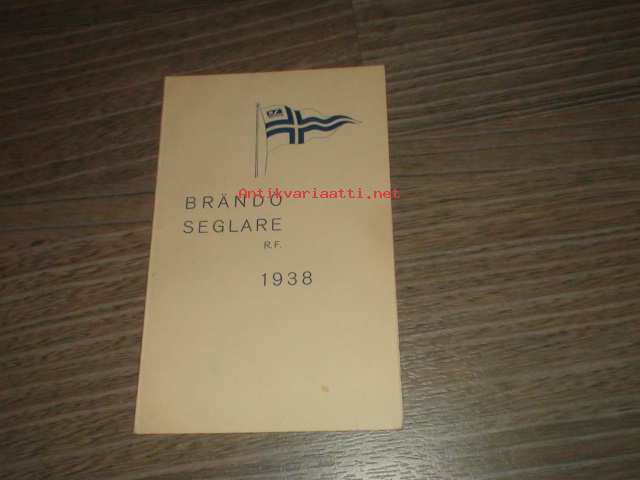 Antikvariaatti.net
BRÄNDÖ
SEGLARE
R.F.
1938